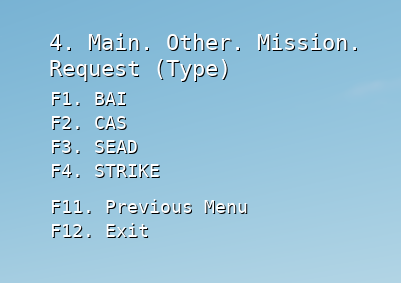 4. Main. Other. Mission.
Request (Type)
F1. BAI
F2. CAS
F3. SEAD
F4. STRIKE
F11. Previous Menu
F12. Exit